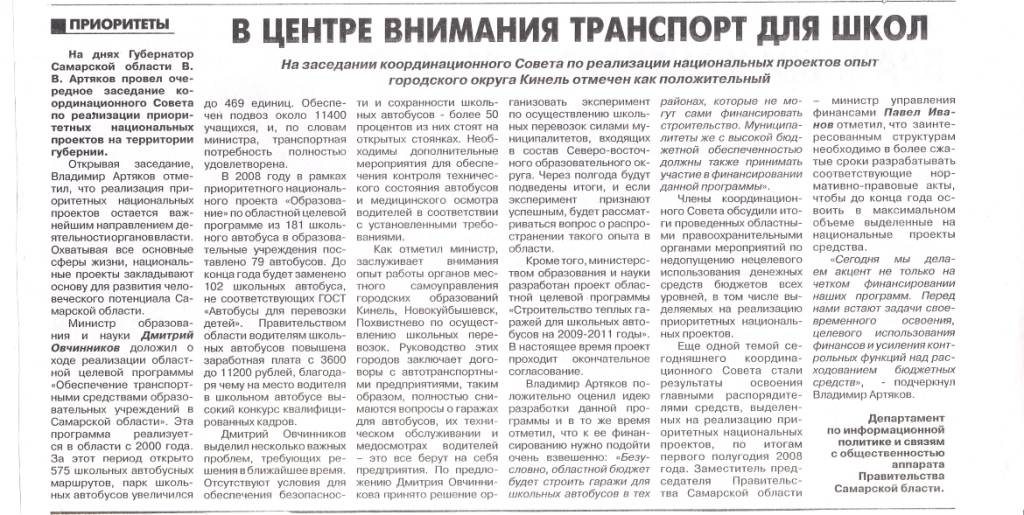 ПРИОРИТЕТЫ
В ЦЕНТРЕ ВНИМАНИЯ ТРАНСПОРТ ДЛЯ ШКОЛ
На заседании координационного Совета по реализации национальных проектов опыт
городского округа Кинель отмечен как положительный
На днях Губернатор
Самарской области В.
В. Артяков провел оче-
редное заседание ко-
ординационного Совета
по реализации приори-
тетных национальных
проектов на территории
губернии.
Открывая заседание,
Владимир Артяков отме-
тил, что реализация при-
оритетных национальных
проектов остается важ-
нейшим направлением де-
ятельностиоргановвласти.
Охватывая все основные
сферы жизни, националь-
ные проекты закладывают
основу для развития чело-
веческого потенциала Са-
марской области.
Министр образова-
ния и науки Дмитрий
Овчинников доложил о
ходе реализации област-
ной целевой программы
«Обеспечение транспорт-
ными средствами образо-
вательных учреждений в
Самарской области». Эта
программа реализует-
ся в области с 2000 года.
За этот период открыто
575 школьных автобусных
маршрутов, парк школь-
ных автобусов увеличился
до 469 единиц. Обеспе-
чен подвоз около 11400
учащихся, и, по словам
министра, транспортная
потребность полностью
удовлетворена.
В 2008 году в рамках
приоритетного националь-
ного проекта «Образова-
ние» по областной целевой
программе из 181 школь-
ного автобуса в образова-
тельные учреждения пос-
тавлено 79 автобусов. До
конца года будет заменено
102 школьных автобуса,
не соответствующих ГОСТ
«Автобусы для перевозки
детей». Правительством
области водителям школь-
ных автобусов повышена
заработная плата с 3600
до 11200 рублей, благода-
ря чему на место водителя
в школьном автобусе вы-
сокий конкурс квалифици-
рованных кадров.
Дмитрий Овчинников
выделил несколько важных
проблем, требующих ре-
шения в ближайшее время.
Отсутствуют условия для
обеспечения безопаснос-
ти и сохранности школь-
ных автобусов - более 50
процентов из них стоят на
открытых стоянках. Необ-
ходимы дополнительные
мероприятия для обеспе-
чения контроля техничес-
кого состояния автобусов
и медицинского осмотра
водителей в соответствии
с установленными требо-
ваниями.
Как отметил министр,
заслуживает внимания
опыт работы органов мест-
ного самоуправления
городских образований
Кинель, Новокуйбышевск,
Похвистнево по осущест-
влению школьных пере-
возок. Руководство этих
городов заключает дого-
воры с автотранспортны-
ми предприятиями, таким
образом, полностью сни-
маются вопросы о гаражах
для автобусов, их техничес-
ком обслуживании и
медосмотрах водителей
– это все берут на себя
предприятия. По предло-
жению Дмитрия Овчинни-
кова принято решение ор-
ганизовать эксперимент
по осуществлению школь-
ных перевозок силами му-
ниципалитетов, входящих
в состав Северо-восточ-
ного образовательного ок-
руга. Через полгода будут
подведены итоги, и если
эксперимент признают
успешным, будет рассмат-
риваться вопрос о распро-
странении такого опыта в
области.
Кроме того, министерс-
твом образования и науки
разработан проект облас-
тной целевой программы
«Строительство теплых га-
ражей для школьных авто-
бусов на 2009-2011 годы».
В настоящее время проект
проходит окончательное
согласование.
Владимир Артяков по-
ложительно оценил идею
разработки данной про-
граммы и в то же время
отметил, что к ее финан-
сированию нужно подойти
очень взвешенно: «Безу-
словно, областной бюджет
будет строить гаражи для
школьных автобусов в тех
районах, которые не мо-
гут сами финансировать
строительство. Муниципа-
литеты же с высокой бюд-
жетной обеспеченностью
должны также принимать
участие в финансировании
данной программы».
Члены координацион-
ного Совета обсудили ито-
ги проведенных областны-
ми правоохранительными
органами мероприятий по
недопущению нецелевого
использования денежных
средств бюджетов всех
уровней, в том числе вы-
деляемых на реализацию
приоритетных националь-
ных проектов.
Еще одной темой се-
годняшнего координаци-
онного Совета стали
результаты освоения
главными распорядите-
лями средств, выделен-
ных на реализацию при-
оритетных национальных
проектов, по итогам
первого полугодия 2008
года. Заместитель пред-
седателя Правительс-
тва Самарской области
– министр управления
финансами Павел Ива-
нов отметил, что заинте-
ресованным структурам
необходимо в более сжа-
тые сроки разрабатывать
соответствующие нор-
мативно-правовые акты,
чтобы до конца года ос-
воить в максимальном
объеме выделенные на
национальные проекты
средства.
«Сегодня мы дела-
ем акцент не только на
четком финансировании
наших программ. Перед
нами встают задачи свое-
временного освоения,
целевого использования
финансов и усиления конт-
рольных функций над рас-
ходованием бюджетных
средств», - подчеркнул
Владимир Артяков.
Департамент
по информационной
политике и связям
с общественностью
аппарата
Правительства
Самарской бласти.